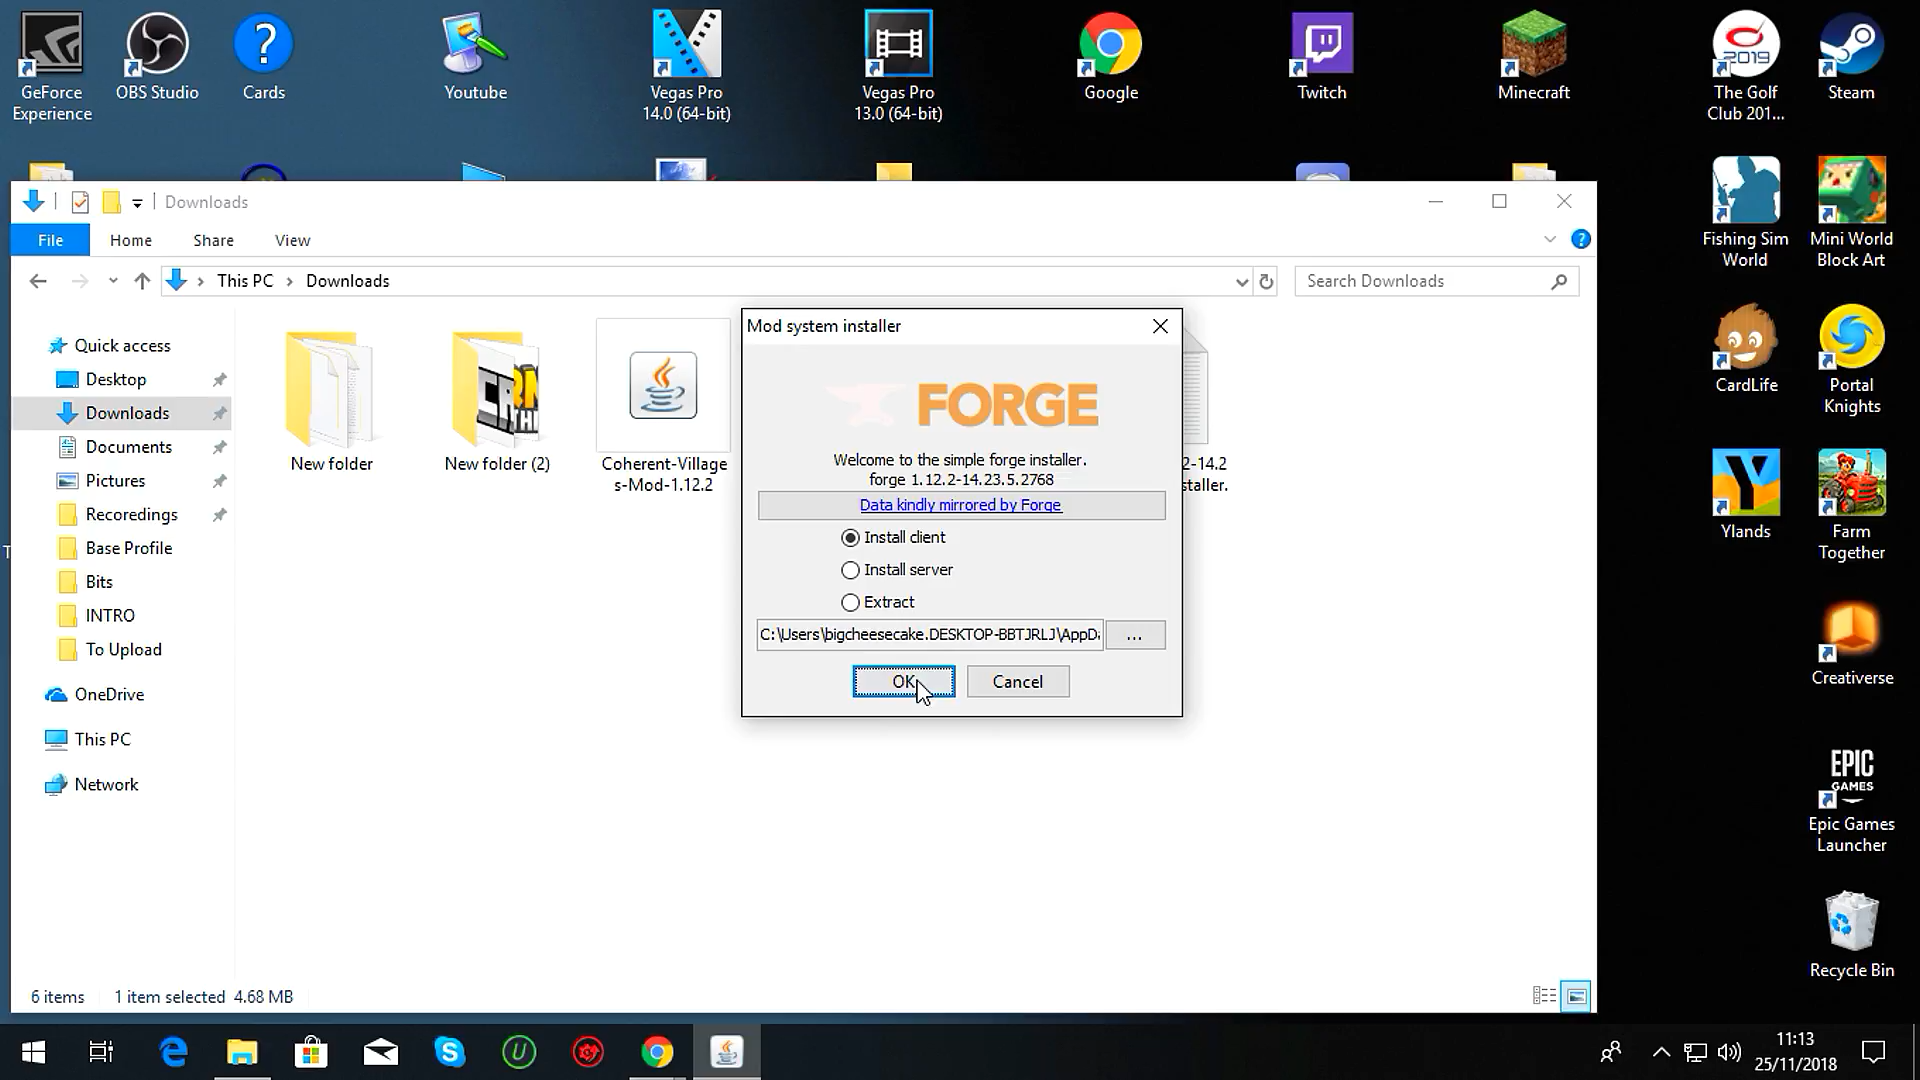 GeForce
Experience
OBS Studio
Cards
Youtube
Vegas Pro
14.0 (64-bit)
Vegas Pro
13.0 (64-bit)
Google
Twitch
Minecraft
2019
The Golf
Club 201...
Steam
Fishing Sim
World
Mini World
Block Art
CardLife
Portal
Knights
Ylands
Farm
Together
Creativerse
EPIC
GAMES
Epic Games
Launcher
Recycle Bin
Downloads
File
Home
Share
View
This PC
Downloads
Search Downloads
Quick access
Desktop
Downloads
Documents
Pictures
Recoredings
Base Profile
Bits
INTRO
To Upload
OneDrive
This PC
Network
New folder
New folder (2)
Coherent-Village
s-Mod-1.12.2
2-14.2
staller.
Mod system installer
FORGE
Welcome to the simple forge installer.
forge 1.12.2-14.23.5.2768
Data kindly mirrored by Forge
Install client
Install server
Extract
C:\Users\bigcheesecake.DESKTOP-BBTJRLJ\AppDa
...
OK
Cancel
6 items
1 item selected 4.68 MB
11:13
25/11/2018